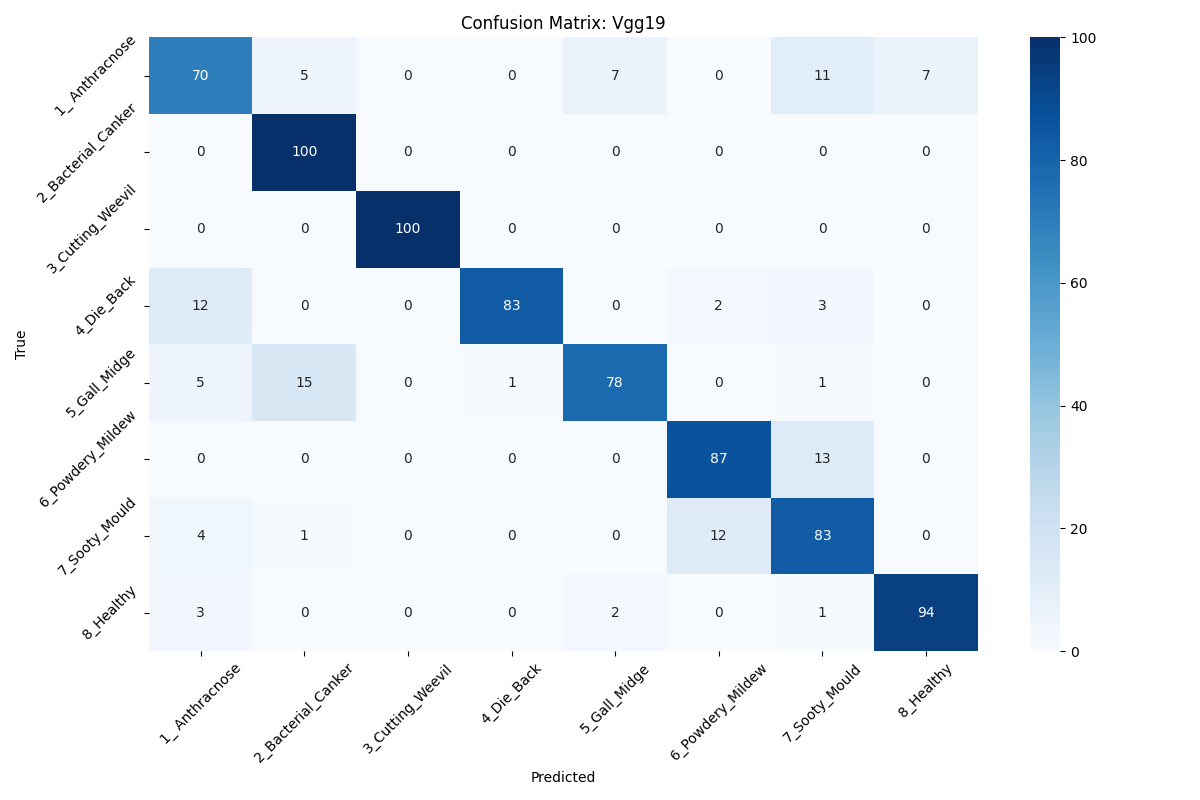 Confusion Matrix: Vgg19
1_ Anthracnose 70 5 0 0 7 0 11 7 100
2_Bacterial_Canker 0 100 0 0 0 0 0 0 80
3_Cutting_Weevil 0 0 100 0 0 0 0 0
4_Die_Back 12 0 0 83 0 2 3 0 60
True
5_Gall_Midge 5 15 0 1 78 0 1 0 40
6_Powdery_Mildew 0 0 0 0 0 87 13 0
7_Sooty_Mould 4 1 0 0 0 12 83 0 20
8_Healthy 3 0 0 0 2 0 1 94 0
1_ Anthracnose 2_Bacterial_Canker 3_Cutting_Weevil 4_Die_Back 5_Gall_Midge 6_Powdery_Mildew 7_Sooty_Mould 8_Healthy
Predicted